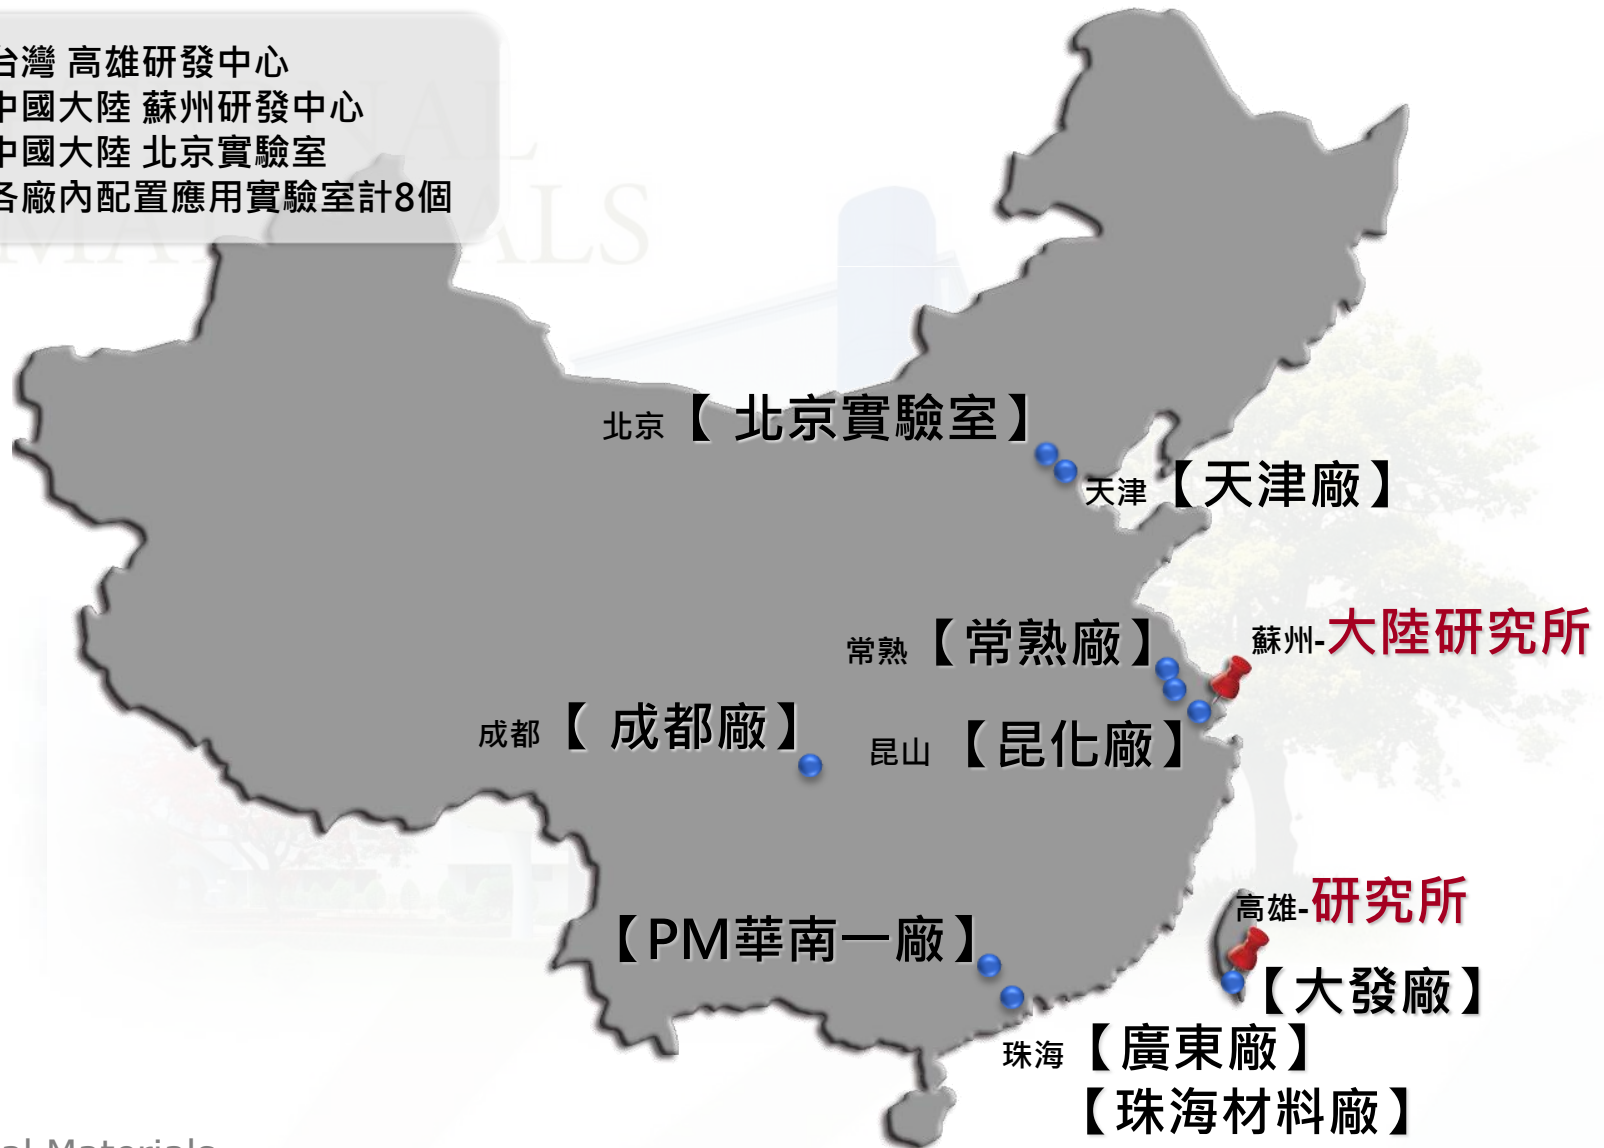 台灣 高雄研發中心
中國大陸 蘇州研發中心
中國大陸 北京實驗室
各廠內配置應用實驗室計8個
NAL
MATERIALS
北京【 北京實驗室】
天津【天津廠】
蘇州-大陸研究所
常熟【常熟廠】
成都【 成都廠】
昆山【昆化廠】
高雄-研究所
【PM華南一廠】
【大發廠】
珠海【廣東廠】
【珠海材料廠】
al Materials